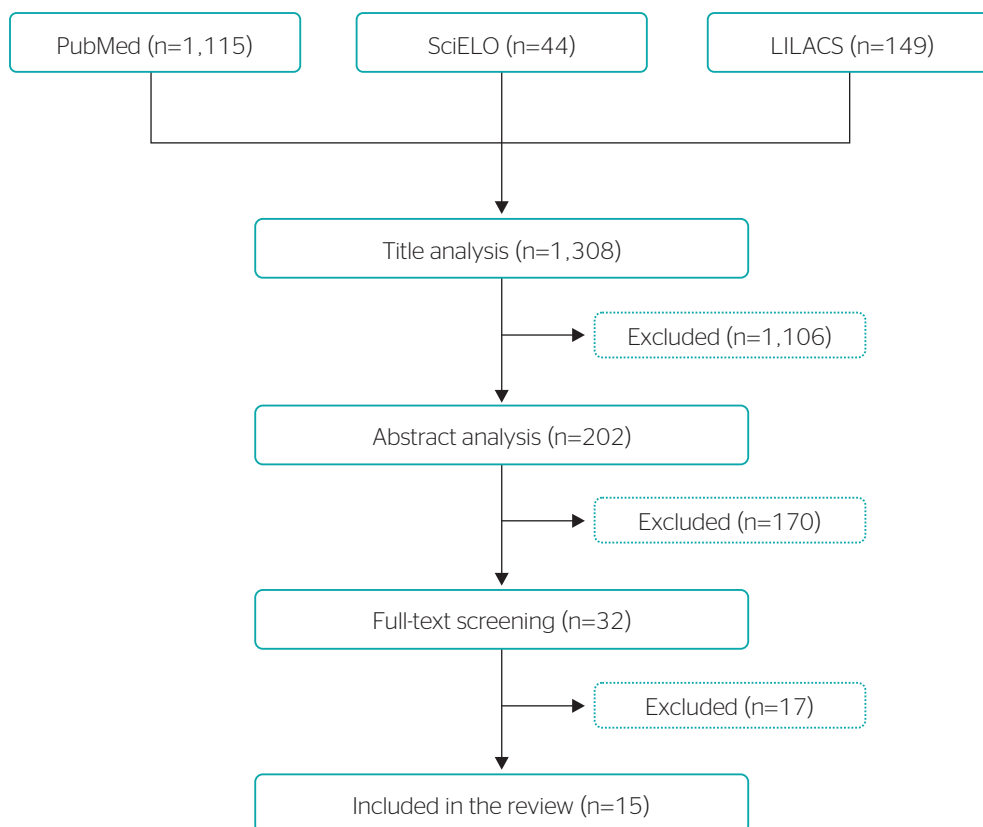 PubMed (n=1,115)
SciELO (n=44)
LILACS (n=149)
Title analysis (n=1,308)
Excluded (n=1,106)
Abstract analysis (n=202)
Excluded (n=170)
Full-text screening (n=32)
Excluded (n=17)
Included in the review (n=15)